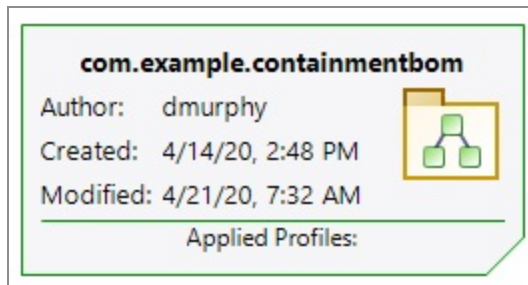 com.example.containmentbom
Author: dmurphy
Created: 4/14/20, 2:48 PM
Modified: 4/21/20, 7:32 AM
Applied Profiles: